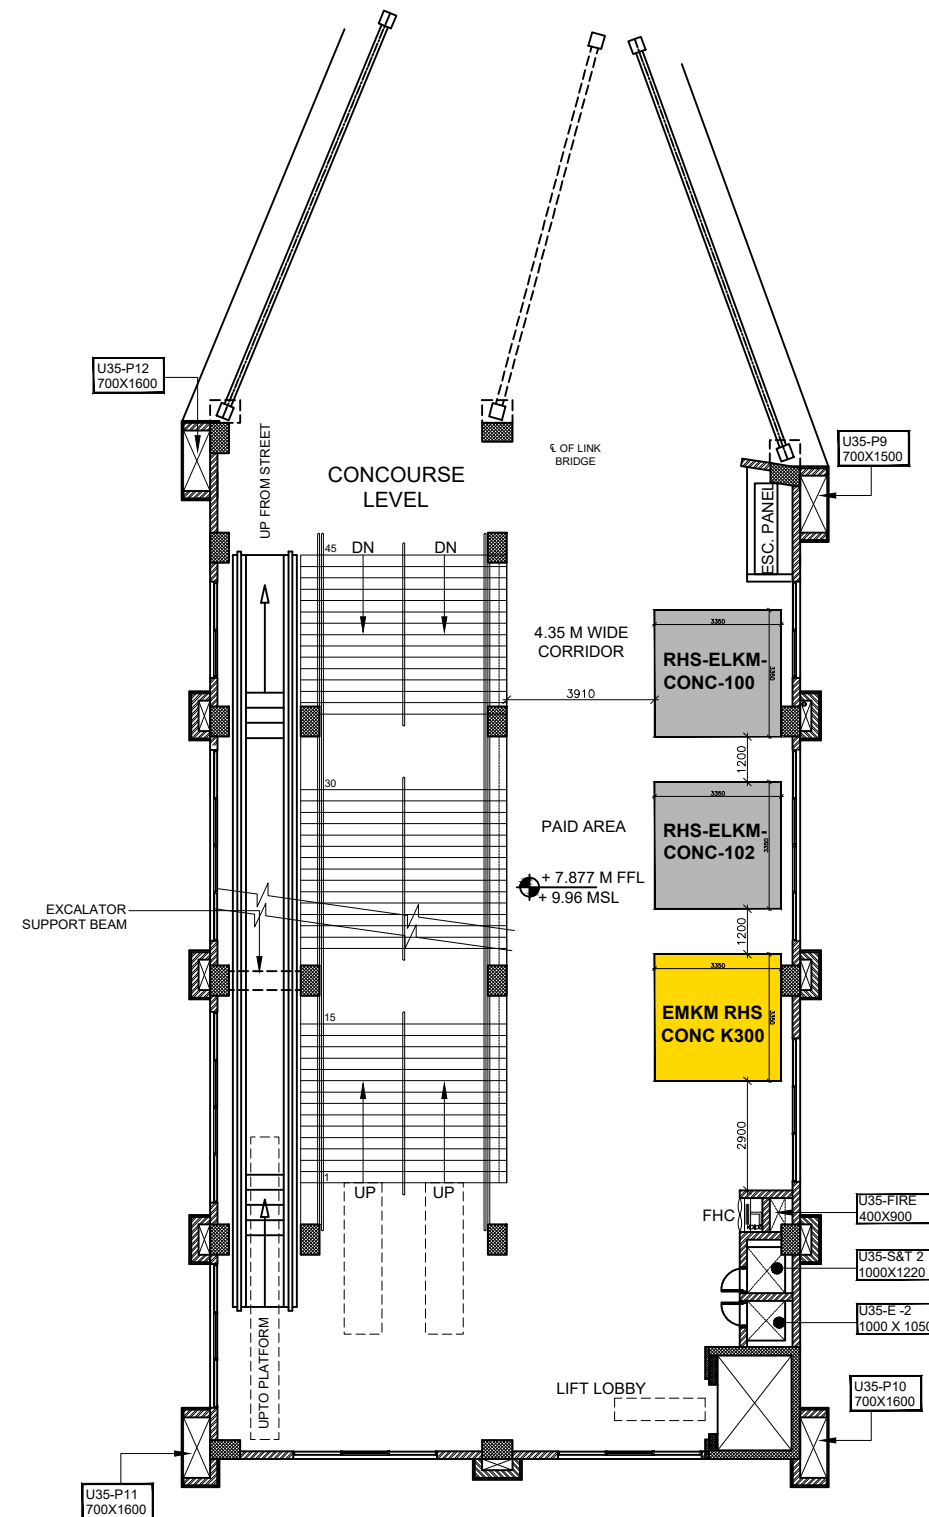 U35-P12
700X1600
UP FROM STREET
CONCOURSE
LEVEL
℄ OF LINK
BRIDGE
U35-P9
700X1500
ESC. PANEL
45
DN
DN
4.35 M WIDE
CORRIDOR
3910
3350
3350
RHS-ELKM-
CONC-100
1200
30
PAID AREA
3350
3350
RHS-ELKM-
CONC-102
+ 7.877 M FFL
+ 9.96 MSL
EXCALATOR
SUPPORT BEAM
1200
3350
3350
EMKM RHS
CONC K300
15
2900
1
UP
UP
FHC
U35-FIRE
400X900
U35-S&T 2
1000X1220
U35-E -2
1000 X 1050
UPTO PLATFORM
LIFT LOBBY
U35-P10
700X1600
U35-P11
700X1600